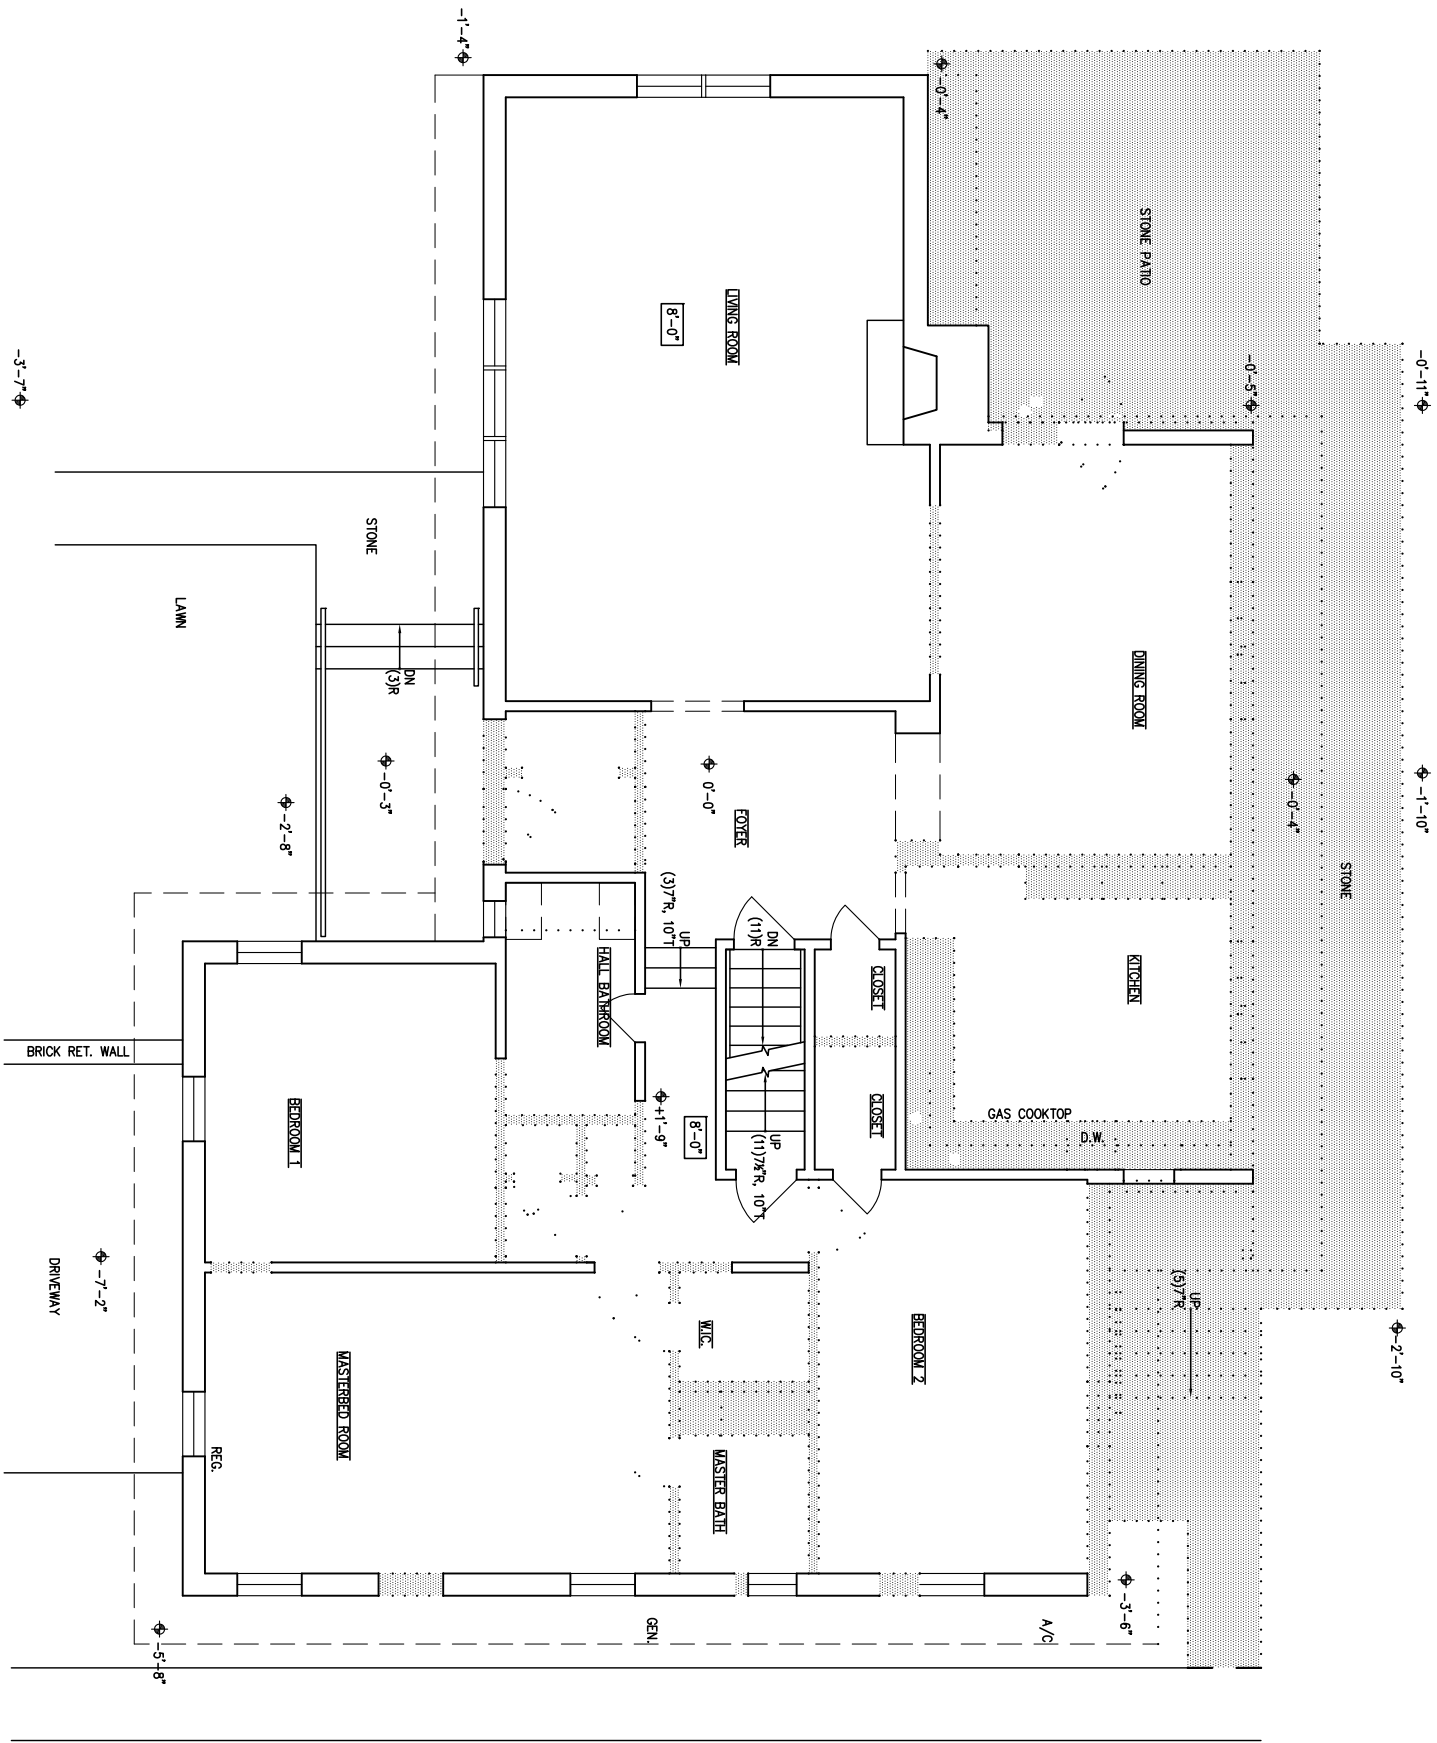 -1'-4"
-0'-4"
STONE PATIO
LIVING ROOM
8'-0"
-0'-5"
-0'-11"
-3'-7"
STONE
LAWN
DN
(3)R
DINING ROOM
-0'-3"
-2'-8"
0'-0"
FOYER
-0'-4"
-1'-10"
STONE
UP
(3)7"R, 10"T
DN
(11)R
HALL BATHROOM
CLOSET
KITCHEN
BRICK RET. WALL
BEDROOM 1
+1'-9"
8'-0"
UP
(11)7½"R, 10"T
CLOSET
GAS COOKTOP
D.W.
DRIVEWAY
-7'-2"
UP
(5)7"R
-2'-10"
W.I.C.
BEDROOM 2
MASTERBED ROOM
MASTER BATH
REG.
-5'-8"
GEN.
A/C
-3'-6"